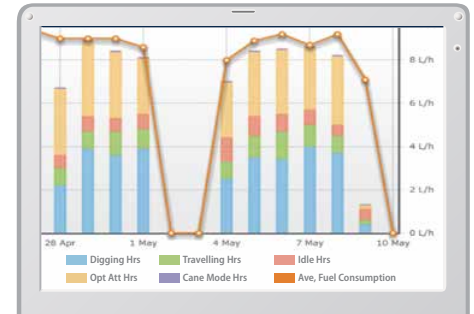 8 L/h
6 L/h
4 L/h
2 L/h
0 L/h
28 Apr 1 May 4 May 7 May 10 May
Digging Hrs Travelling Hrs Idle Hrs
Opt Att Hrs Cane Mode Hrs Ave, Fuel Consumption